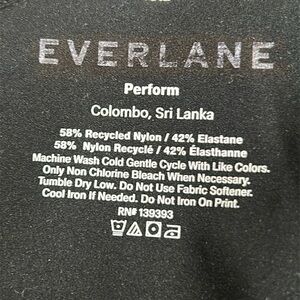 EVERLANE
Perform
Colombo, Sri Lanka
58% Recycled Nylon / 42% Elastane
58% Nylon Recyclé / 42% Élasthanne
Machine Wash Cold Gentle Cycle With Like Colors.
Only Non Chlorine Bleach When Necessary.
Tumble Dry Low. Do Not Use Fabric Softener.
Cool Iron If Needed. Do Not Iron On Print.
RN# 139393